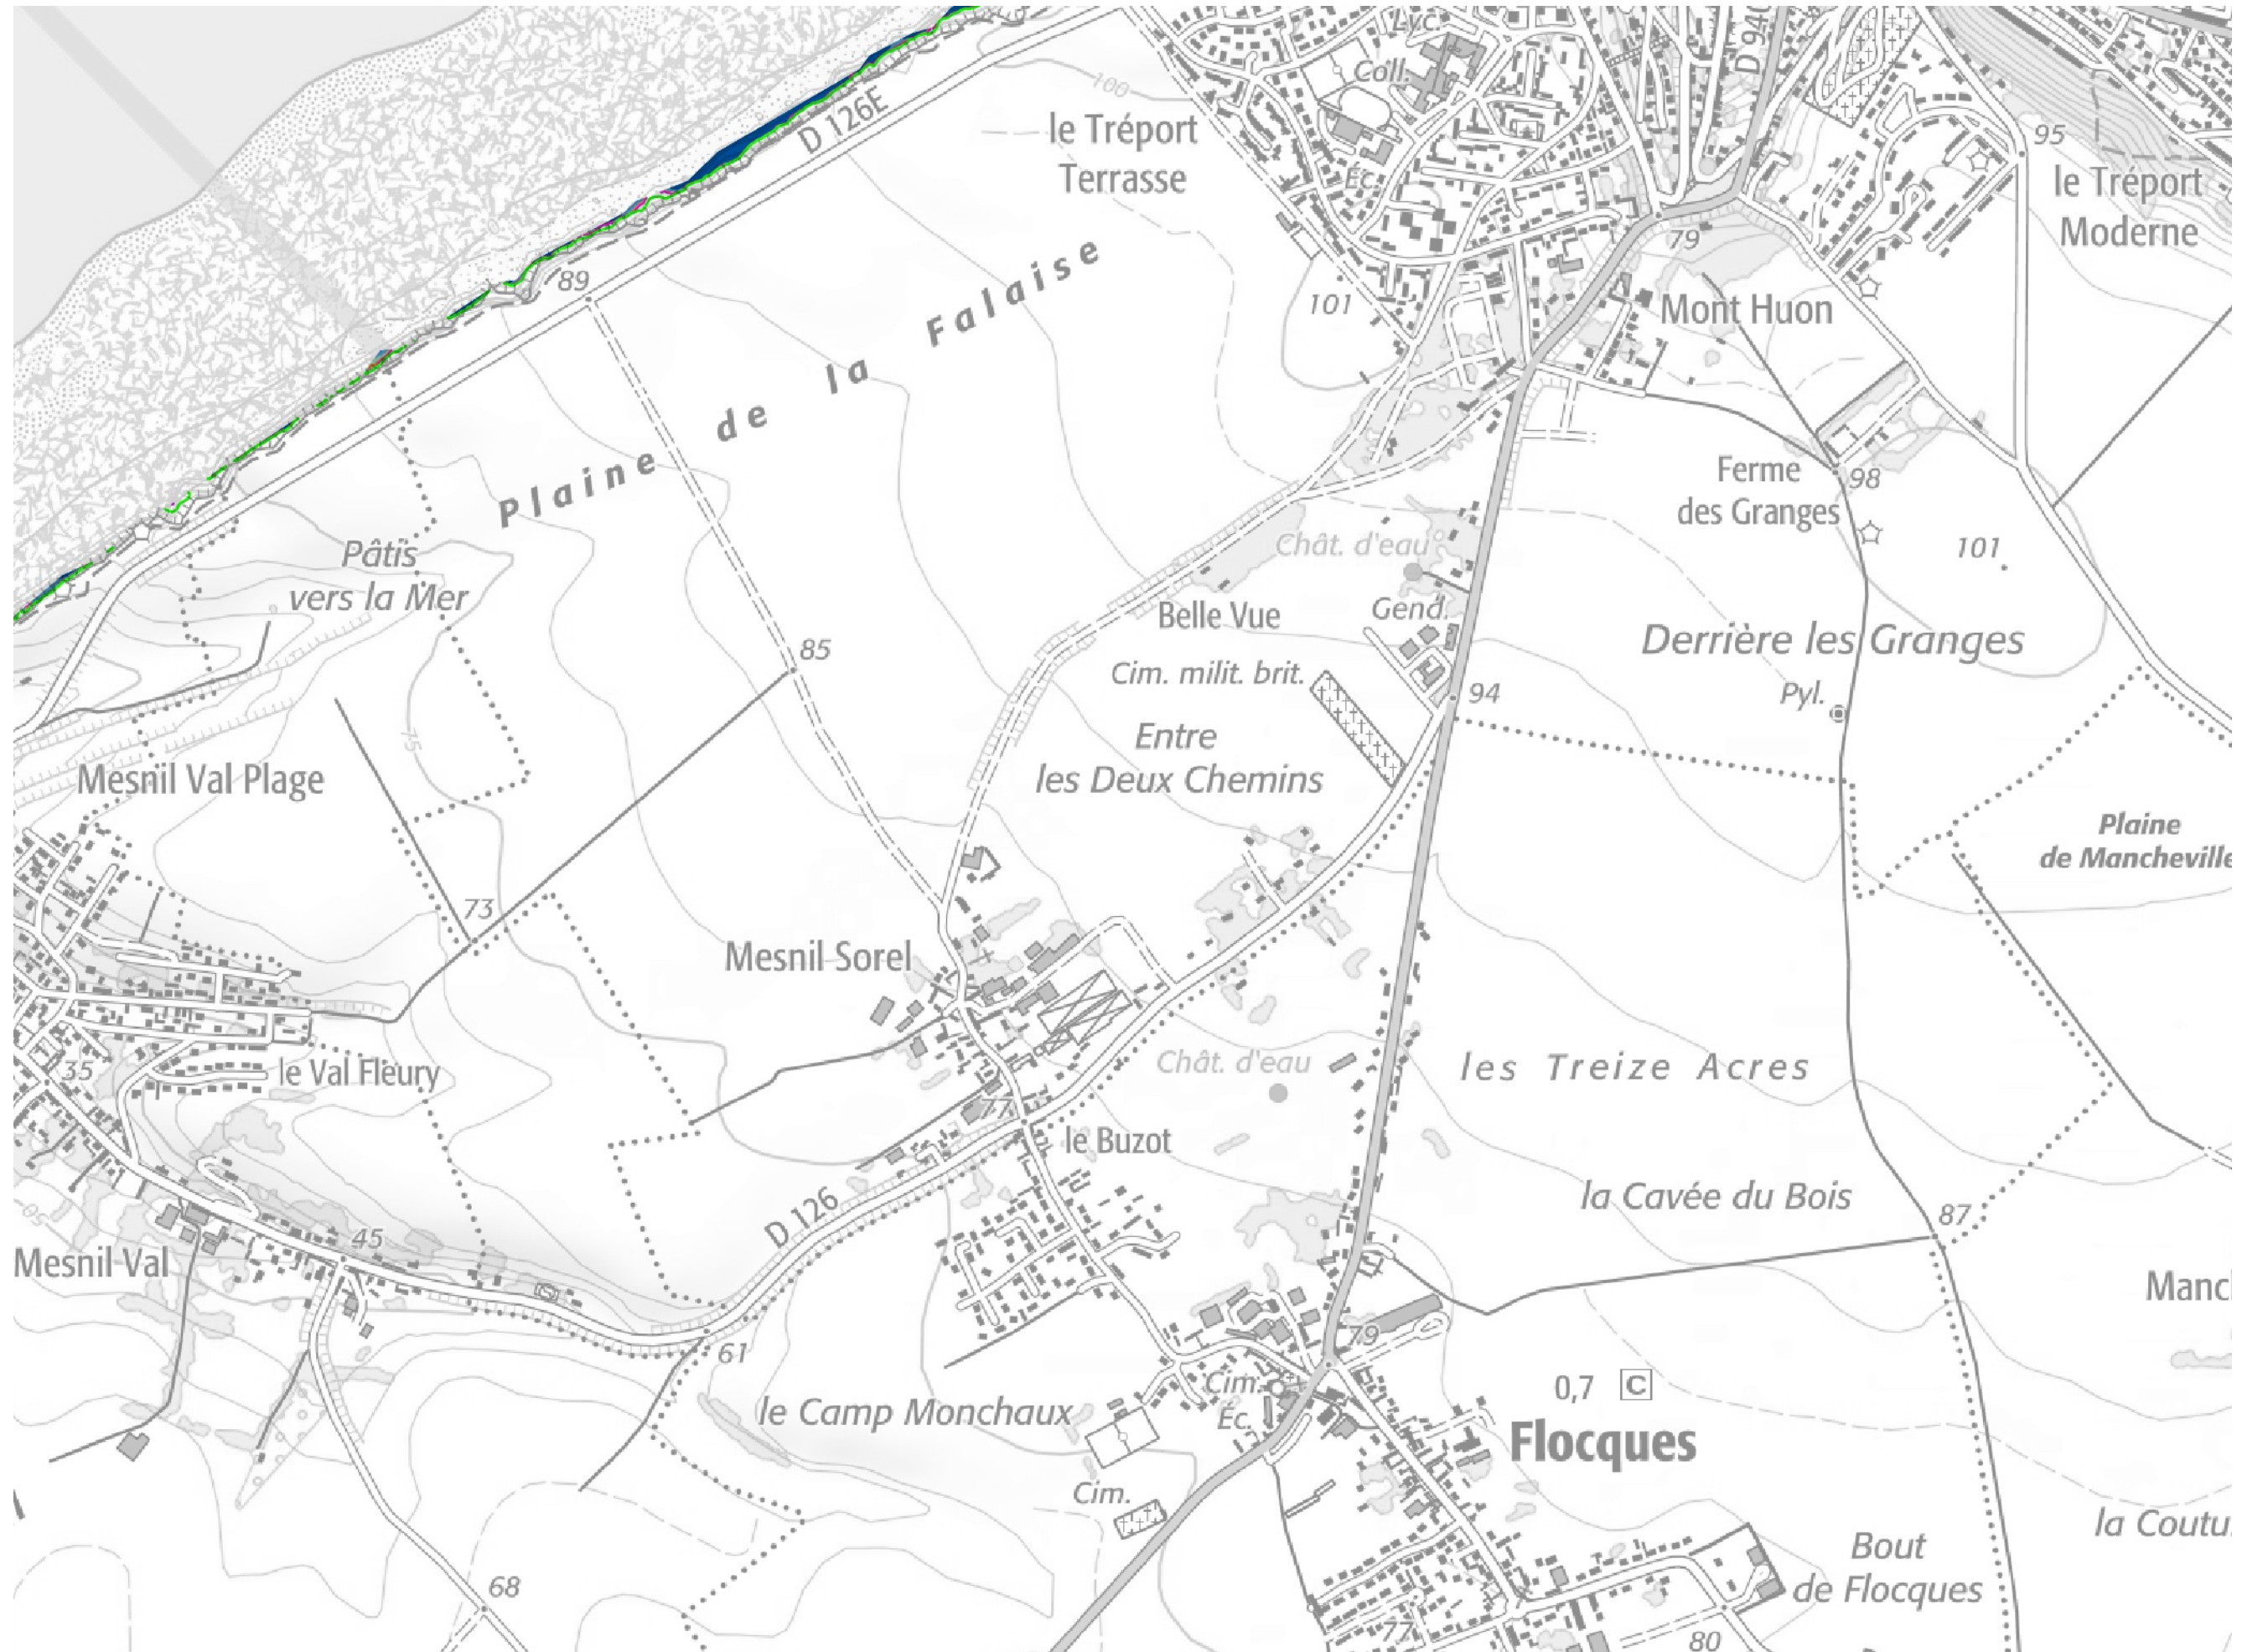 Lyc.
D 940
Coll.
100
D 126E
le Tréport
Terrasse
95
Éc.
le Tréport
Moderne
79
89
101
Mont Huon
Plaine de la Falaise
Ferme
des Granges
98
101
Chât. d'eau
Pâtis
vers la Mer
Belle Vue
Gend.
Derrière les Granges
85
Cim. milit. brit.
94
Pyl.
Entre
les Deux Chemins
75
Mesnil Val Plage
Plaine
de Mancheville
73
Mesnil Sorel
Chât. d'eau
les Treize Acres
35
le Val Fleury
77
le Buzot
la Cavée du Bois
50
D 126
87
45
Mesnil Val
Manc
79
61
Cim.
0,7 C
Éc.
le Camp Monchaux
Flocques
Cim.
la Coutu
68
Bout
de Flocques
77
80